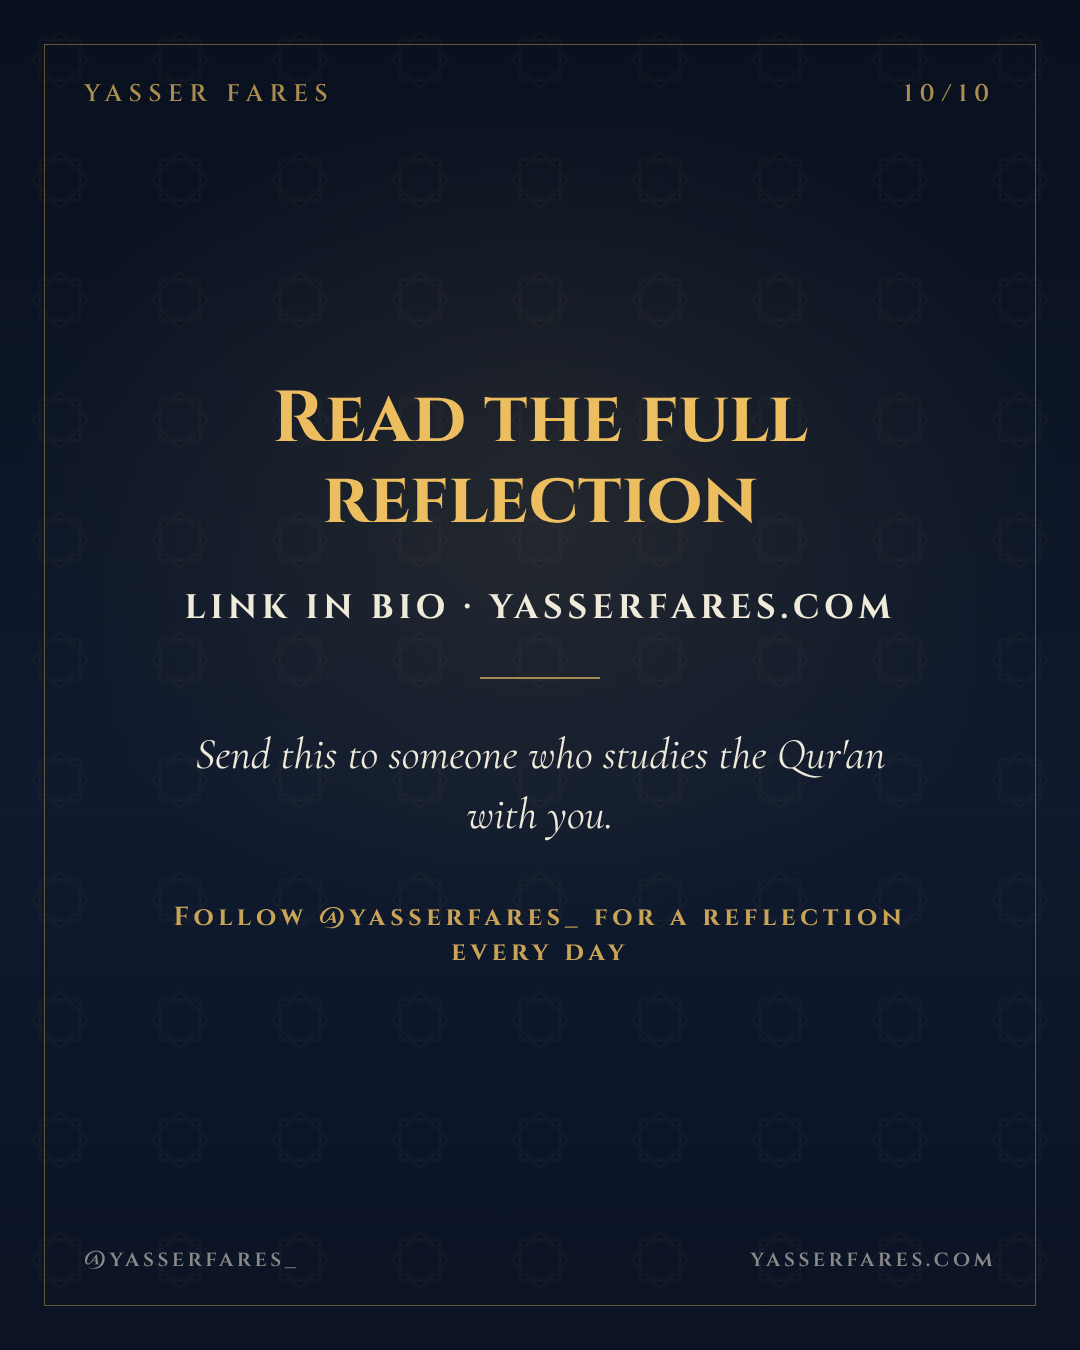 YASSER FARES
10/10
READ THE FULL
REFLECTION
LINK IN BIO · YASSERFARES.COM
Send this to someone who studies the Qur'an
with you.
FOLLOW @YASSERFARES_ FOR A REFLECTION
EVERY DAY
@YASSERFARES_
YASSERFARES.COM